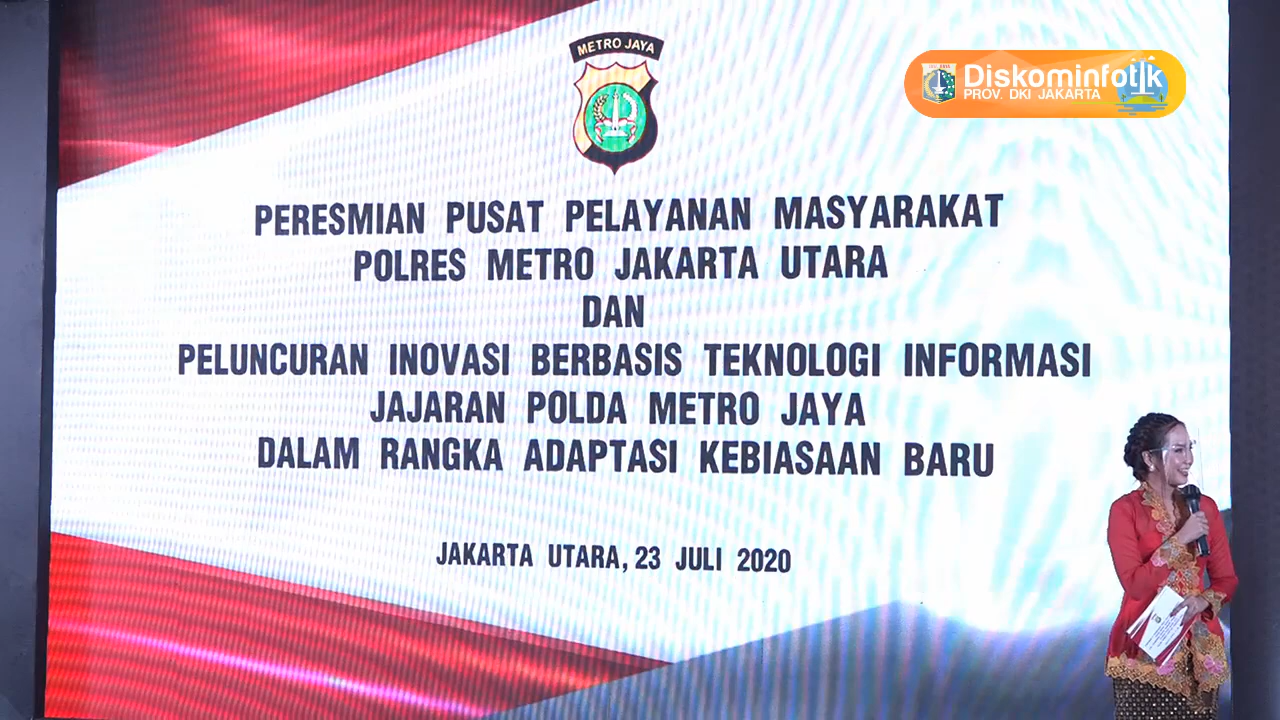 METRO JAYA
Diskominfotik
PROV. DKI JAKARTA
PERESMIAN PUSAT PELAYANAN MASYARAKAT
POLRES METRO JAKARTA UTARA
DAN
PELUNCURAN INOVASI BERBASIS TEKNOLOGI INFORMASI
JAJARAN POLDA METRO JAYA
DALAM RANGKA ADAPTASI KEBIASAAN BARU
JAKARTA UTARA, 23 JULI 2020